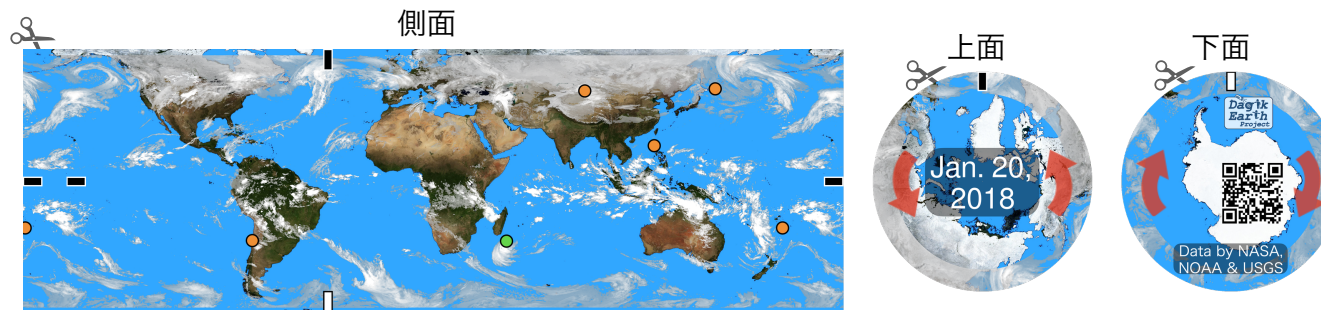 側面
上面
下面
Jan. 20,
2018
Dagik
Earth
Project
Data by NASA,
NOAA & USGS